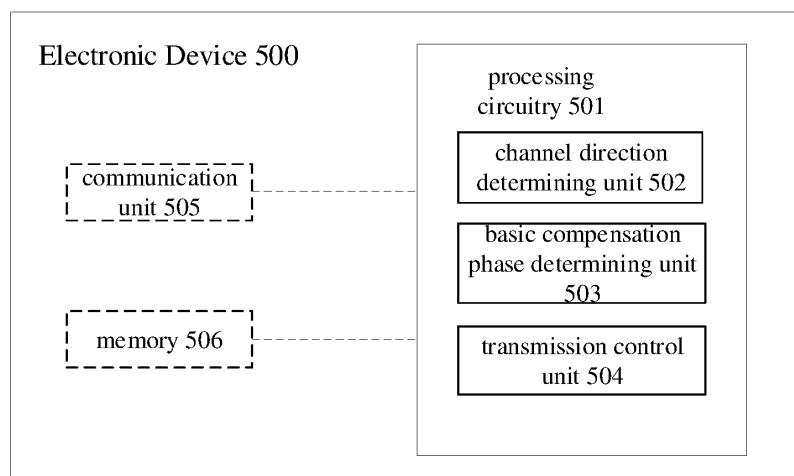 Electronic Device 500
processing
circuitry 501
channel direction
determining unit 502
communication
unit 505
basic compensation
phase determining unit
503
memory 506
transmission control
unit 504